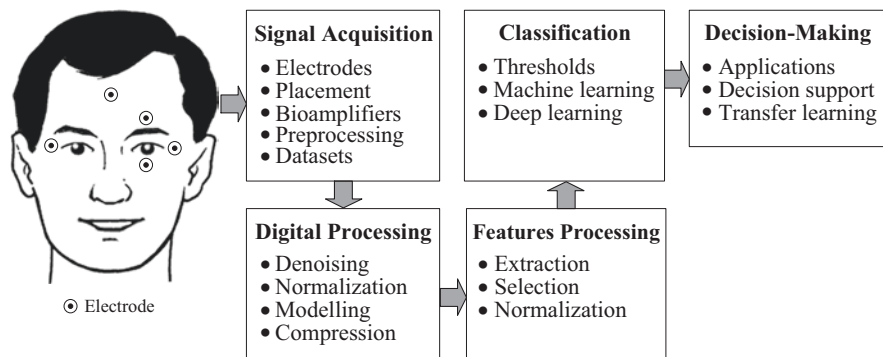 Signal Acquisition
• Electrodes
• Placement
• Bioamplifiers
• Preprocessing
• Datasets
Classification
• Thresholds
• Machine learning
• Deep learning
Decision-Making
• Applications
• Decision support
• Transfer learning
Digital Processing
• Denoising
• Normalization
• Modelling
• Compression
Features Processing
• Extraction
• Selection
• Normalization
Electrode